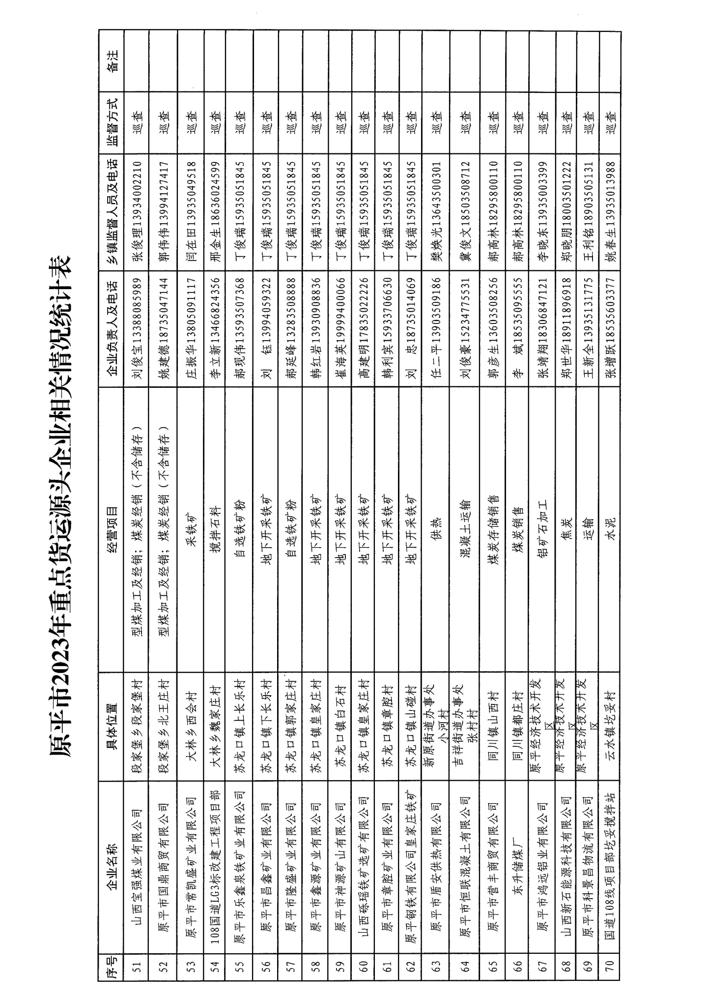 原平市2023年重点货运源头企业相关情况统计表
序号 企业名称 具体位置 经营项目 企业负责人及电话 乡镇监督人员及电话 监督方式 备注
51 山西宝强煤业有限公司 段家堡乡段家堡村 型煤加工及经销；煤炭经销（不含储存） 刘俊宝13388085989 张俊理13934002210 巡查
52 原平市国鼎商贸有限公司 段家堡乡北王庄村 型煤加工及经销；煤炭经销（不含储存） 姚建德18735047144 郭伟伟13994127417 巡查
53 原平市常凯盛矿业有限公司 大林乡西会村 采铁矿 庄振华13805091117 闫在田13935049518 巡查
54 108国道LG3标改建工程项目部 大林乡魏家庄村 搅拌石料 李立新13466824356 邢金生18636024599 巡查
55 原平市乐鑫泉铁矿业有限公司 苏龙口镇上长乐村 自选铁矿粉 郝现伟13593507368 丁俊瑞15935051845 巡查
56 原平市昌鑫矿业有限公司 苏龙口镇下长乐村 地下开采铁矿 刘　钰13994059322 丁俊瑞15935051845 巡查
57 原平市隆盛矿业有限公司 苏龙口镇郭家庄村 自选铁矿粉 郝延峰13283508888 丁俊瑞15935051845 巡查
58 原平市鑫源矿业有限公司 苏龙口镇皇家庄村 地下开采铁矿 韩红岩13930908836 丁俊瑞15935051845 巡查
59 原平市神源矿山有限公司 苏龙口镇白石村 地下开采铁矿 崔海英19999400066 丁俊瑞15935051845 巡查
60 山西砾瑶铁矿选矿有限公司 苏龙口镇皇家庄村 地下开采铁矿 高建明17835022226 丁俊瑞15935051845 巡查
61 原平市章腔矿业有限公司 苏龙口镇章腔村 地下开采铁矿 韩利宾15933706630 丁俊瑞15935051845 巡查
62 原平钢铁有限公司皇家庄铁矿 苏龙口镇山碰村 地下开采铁矿 刘　忠18735014069 丁俊瑞15935051845 巡查
63 原平市盾安供热有限公司 新原街道办事处
小河村 供热 任二平13903509186 樊焕光13643500301 巡查
64 原平市恒联混凝土有限公司 吉祥街道办事处
张村村 混凝土运输 刘俊豪15234775531 冀俊文18503508712 巡查
65 原平市营丰商贸有限公司 同川镇山西村 煤炭存储销售 郭彦生13603508256 郝高林18295800110 巡查
66 东升储煤厂 同川镇都庄村 煤炭销售 李　斌18535095555 郝高林18295800110 巡查
67 原平市鸿远铝业有限公司 原平经济技术开发
区 铝矿石加工 张靖翔18306847121 李晓东13935003399 巡查
68 山西新石能源科技有限公司 原平经济技术开发
区 焦炭 郑世华18911896918 郑晓朋18003501222 巡查
69 原平市科景昌物流有限公司 原平经济技术开发
区 运输 王新全13935131775 王利铭18903505131 巡查
70 国道108线项目部圪妥搅拌站 云水镇圪妥村 水泥 张增跃18535603377 姚春生13935013988 巡查